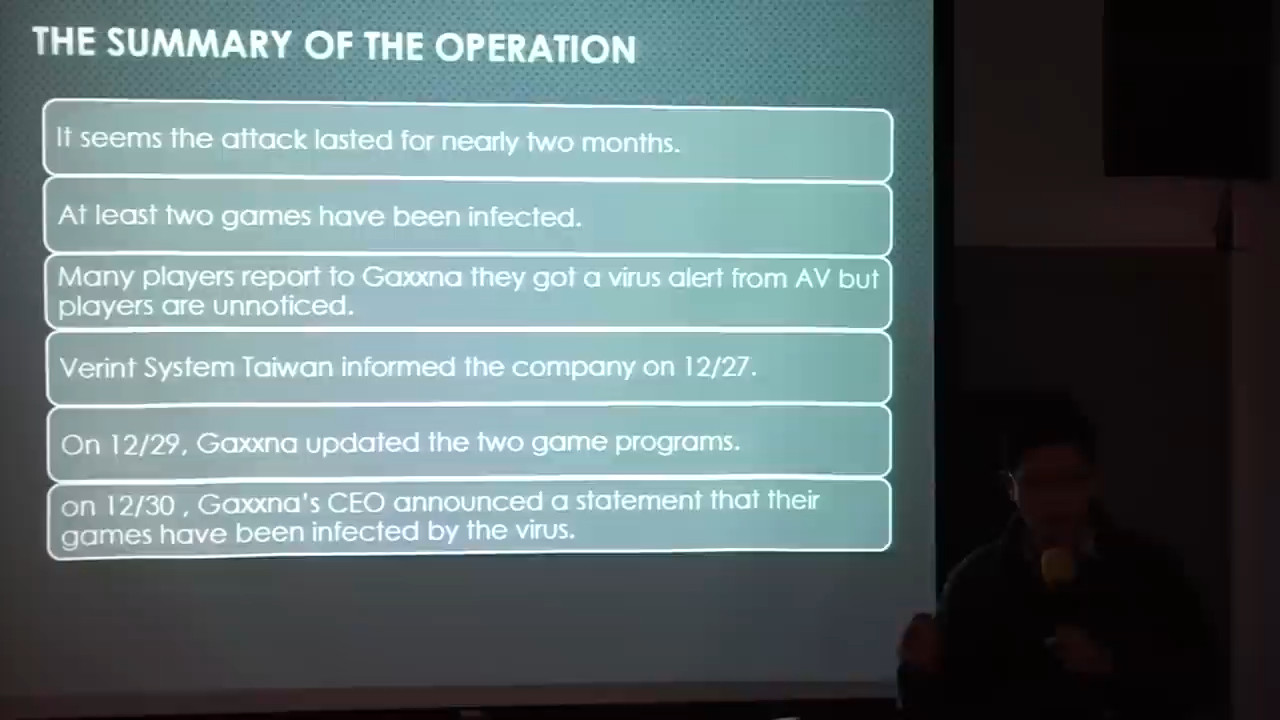 THE SUMMARY OF THE OPERATION
It seems the attack lasted for nearly two months.
At least two games have been infected.
Many players report to Gaxxna they got a virus alert from AV but
players are unnoticed.
Verint System Taiwan informed the company on 12/27.
On 12/29, Gaxxna updated the two game programs.
on 12/30 , Gaxxna's CEO announced a statement that their
games have been infected by the virus.